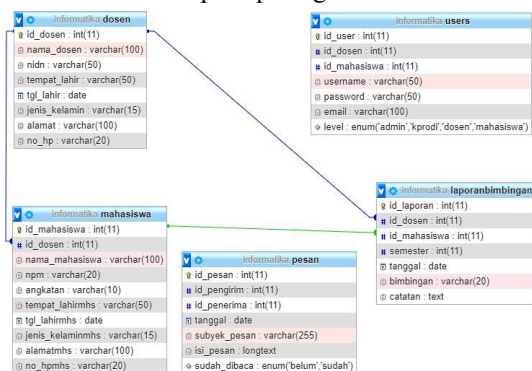 informatika dosen
id_dosen : int(11)
nama_dosen : varchar(100)
nidn : varchar(50)
tempat_lahir : varchar(50)
tgl_lahir : date
jenis_kelamin : varchar(15)
alamat : varchar(100)
no_hp : varchar(20)
informatika users
id_user : int(11)
id_dosen : int(11)
id_mahasiswa : int(11)
username : varchar(50)
password : varchar(50)
email : varchar(100)
level : enum('admin','kprodi','dosen','mahasiswa')
informatika laporanbimbingan
id_laporan : int(11)
id_dosen : int(11)
id_mahasiswa : int(11)
semester : int(11)
tanggal : date
bimbingan : varchar(20)
catatan : text
informatika mahasiswa
id_mahasiswa : int(11)
id_dosen : int(11)
nama_mahasiswa : varchar(100)
npm : varchar(20)
angkatan : varchar(10)
tempat_lahirmhs : varchar(50)
tgl_lahirmhs : date
jenis_kelaminmhs : varchar(15)
alamatmhs : varchar(100)
no_hpmhs : varchar(20)
informatika pesan
id_pesan : int(11)
id_pengirim : int(11)
id_penerima : int(11)
tanggal : date
subyek_pesan : varchar(255)
isi_pesan : longtext
sudah_dibaca : enum('belum','sudah')